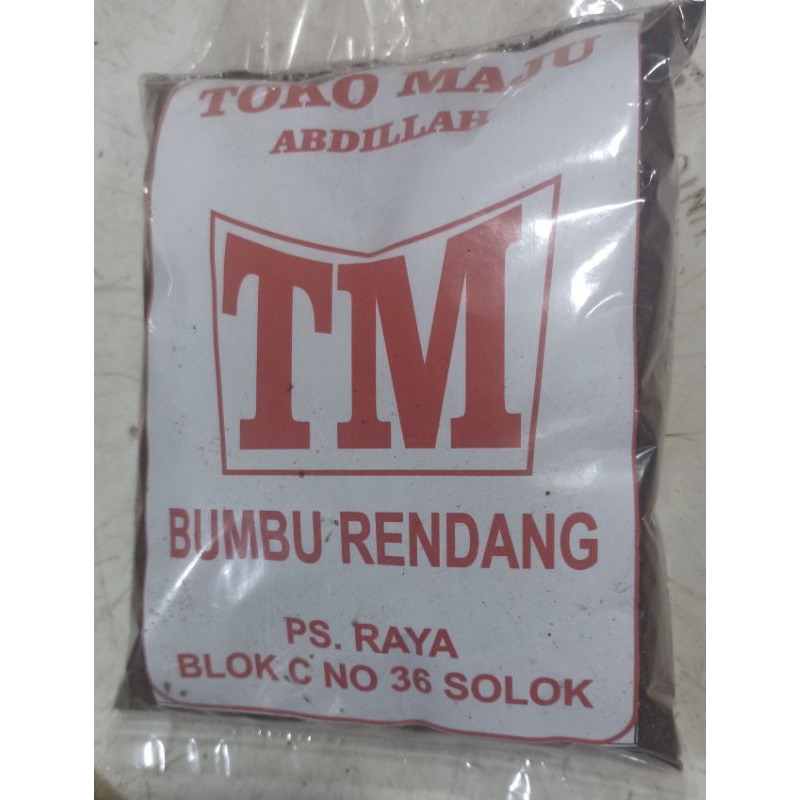 TOKO MAJU
ABDILLAH
TM
BUMBU RENDANG
PS. RAYA
BLOK C NO 36 SOLOK